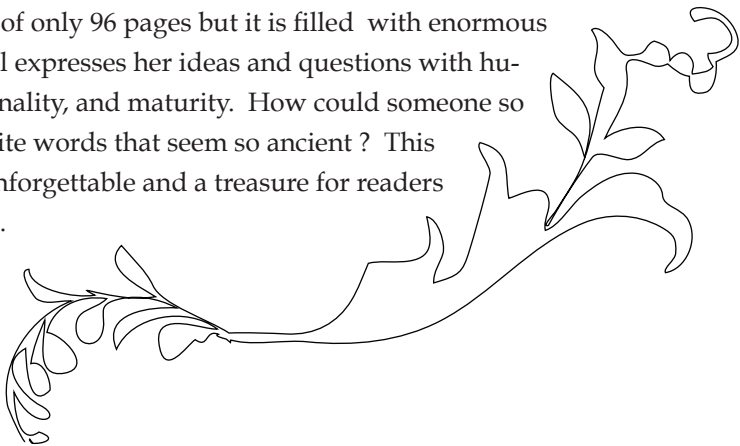 of only 96 pages but it is filled with enormous
l expresses her ideas and questions with hu-
nality, and maturity. How could someone so
ite words that seem so ancient ? This
nforgettable and a treasure for readers
.